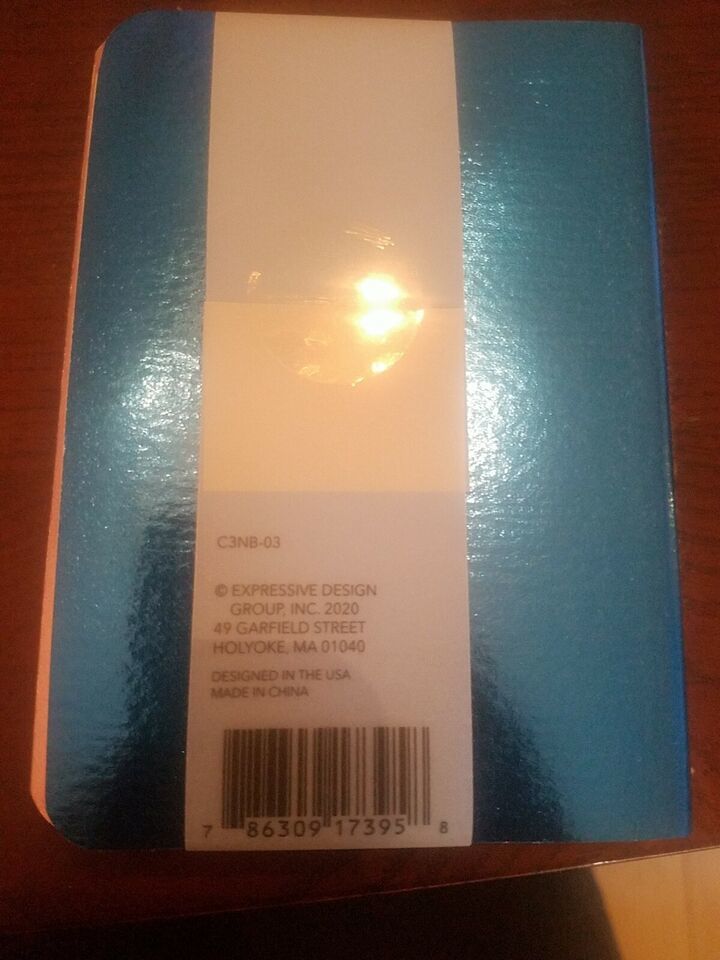 C3NB-03
© EXPRESSIVE DESIGN
GROUP, INC. 2020
49 GARFIELD STREET
HOLYOKE, MA 01040
DESIGNED IN THE USA
MADE IN CHINA
7 86309 17395 8